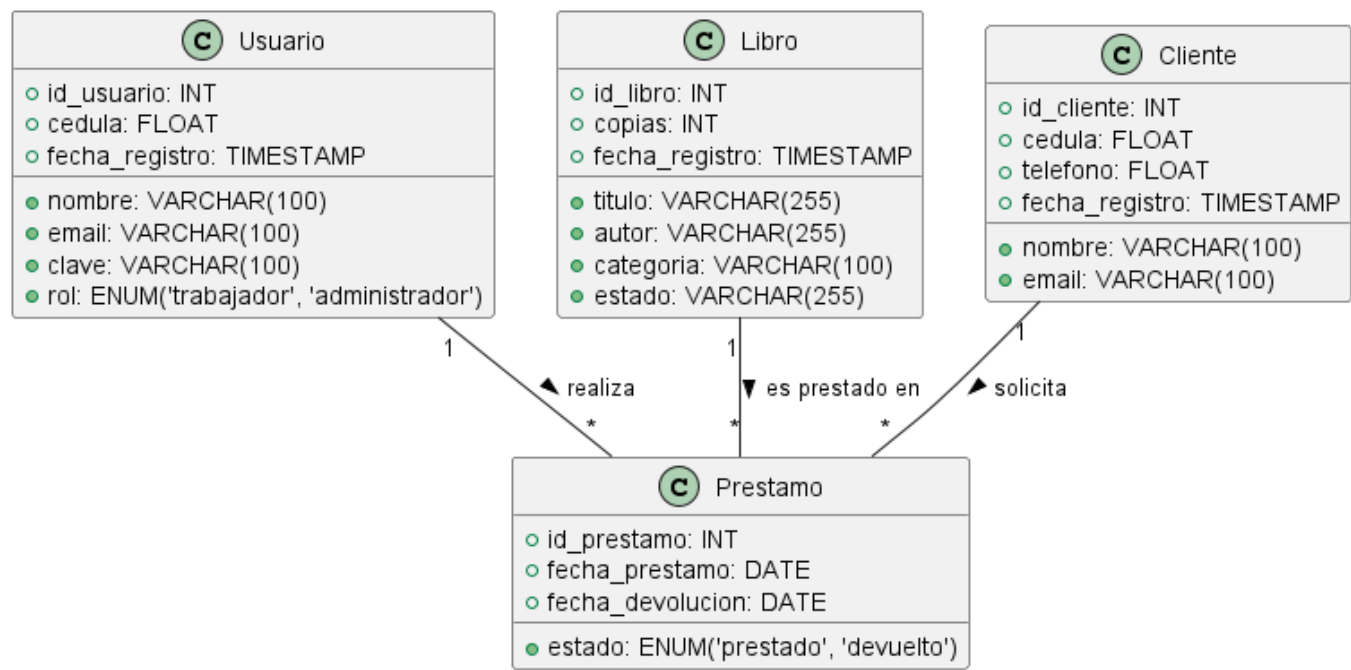 C Usuario
id_usuario: INT
cedula: FLOAT
fecha_registro: TIMESTAMP
nombre: VARCHAR(100)
email: VARCHAR(100)
clave: VARCHAR(100)
rol: ENUM('trabajador', 'administrador')
C Libro
id_libro: INT
copias: INT
fecha_registro: TIMESTAMP
titulo: VARCHAR(255)
autor: VARCHAR(255)
categoria: VARCHAR(100)
estado: VARCHAR(255)
C Cliente
id_cliente: INT
cedula: FLOAT
telefono: FLOAT
fecha_registro: TIMESTAMP
nombre: VARCHAR(100)
email: VARCHAR(100)
1
realiza
*
1
es prestado en
*
1
solicita
*
C Prestamo
id_prestamo: INT
fecha_prestamo: DATE
fecha_devolucion: DATE
estado: ENUM('prestado', 'devuelto')